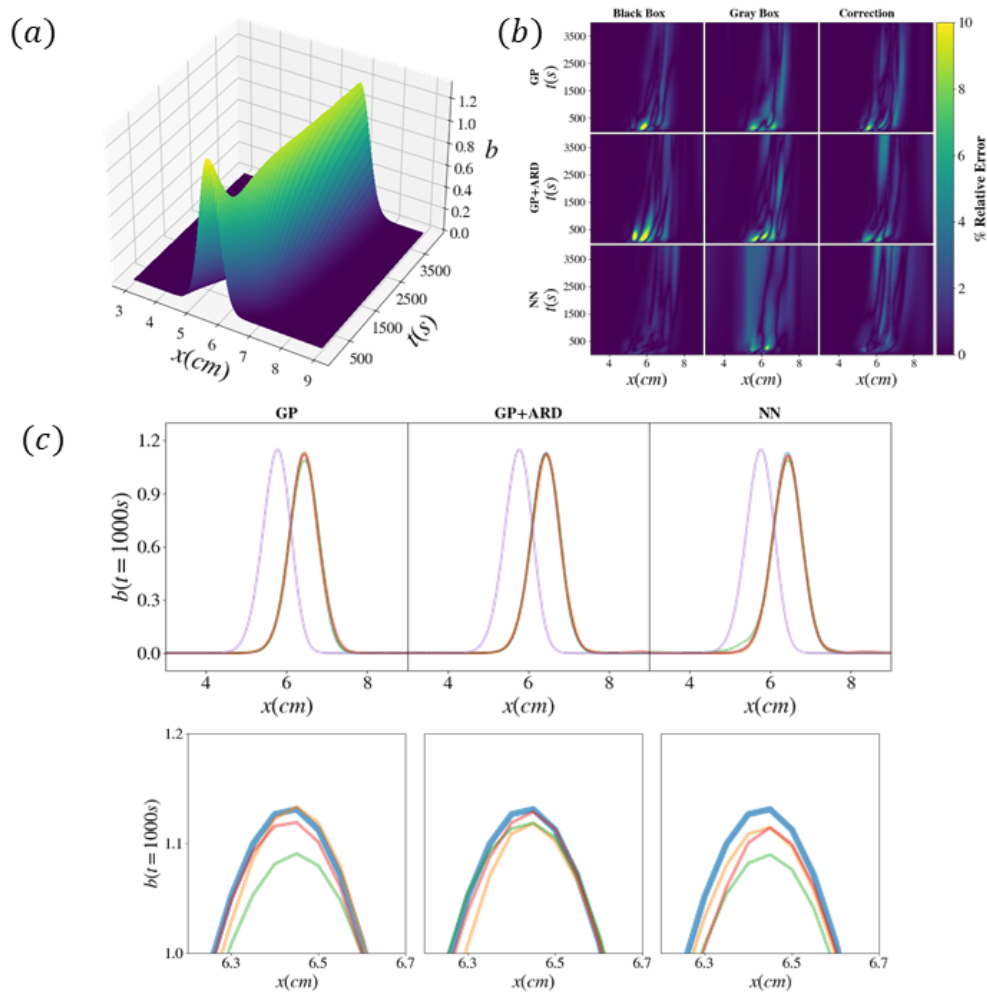 (a)
1.2
1.0
0.8
b
0.6
0.4
0.2
0.0
3500
2500
1500
500
t(s)
3
4
5
6
7
8
9
x(cm)
(b)
Black Box
Gray Box
Correction
10
8
6
4
2
0
% Relative Error
GP
t(s)
3500
2500
1500
500
GP+ARD
t(s)
3500
2500
1500
500
NN
t(s)
3500
2500
1500
500
4 6 8
4 6 8
4 6 8
x(cm)
x(cm)
x(cm)
(c)
GP
GP+ARD
NN
b(t = 1000s)
1.2
0.9
0.6
0.3
0.0
4 6 8
4 6 8
4 6 8
x(cm)
x(cm)
x(cm)
b(t = 1000s)
1.2
1.1
1.0
6.3 6.5 6.7
6.3 6.5 6.7
6.3 6.5 6.7
x(cm)
x(cm)
x(cm)